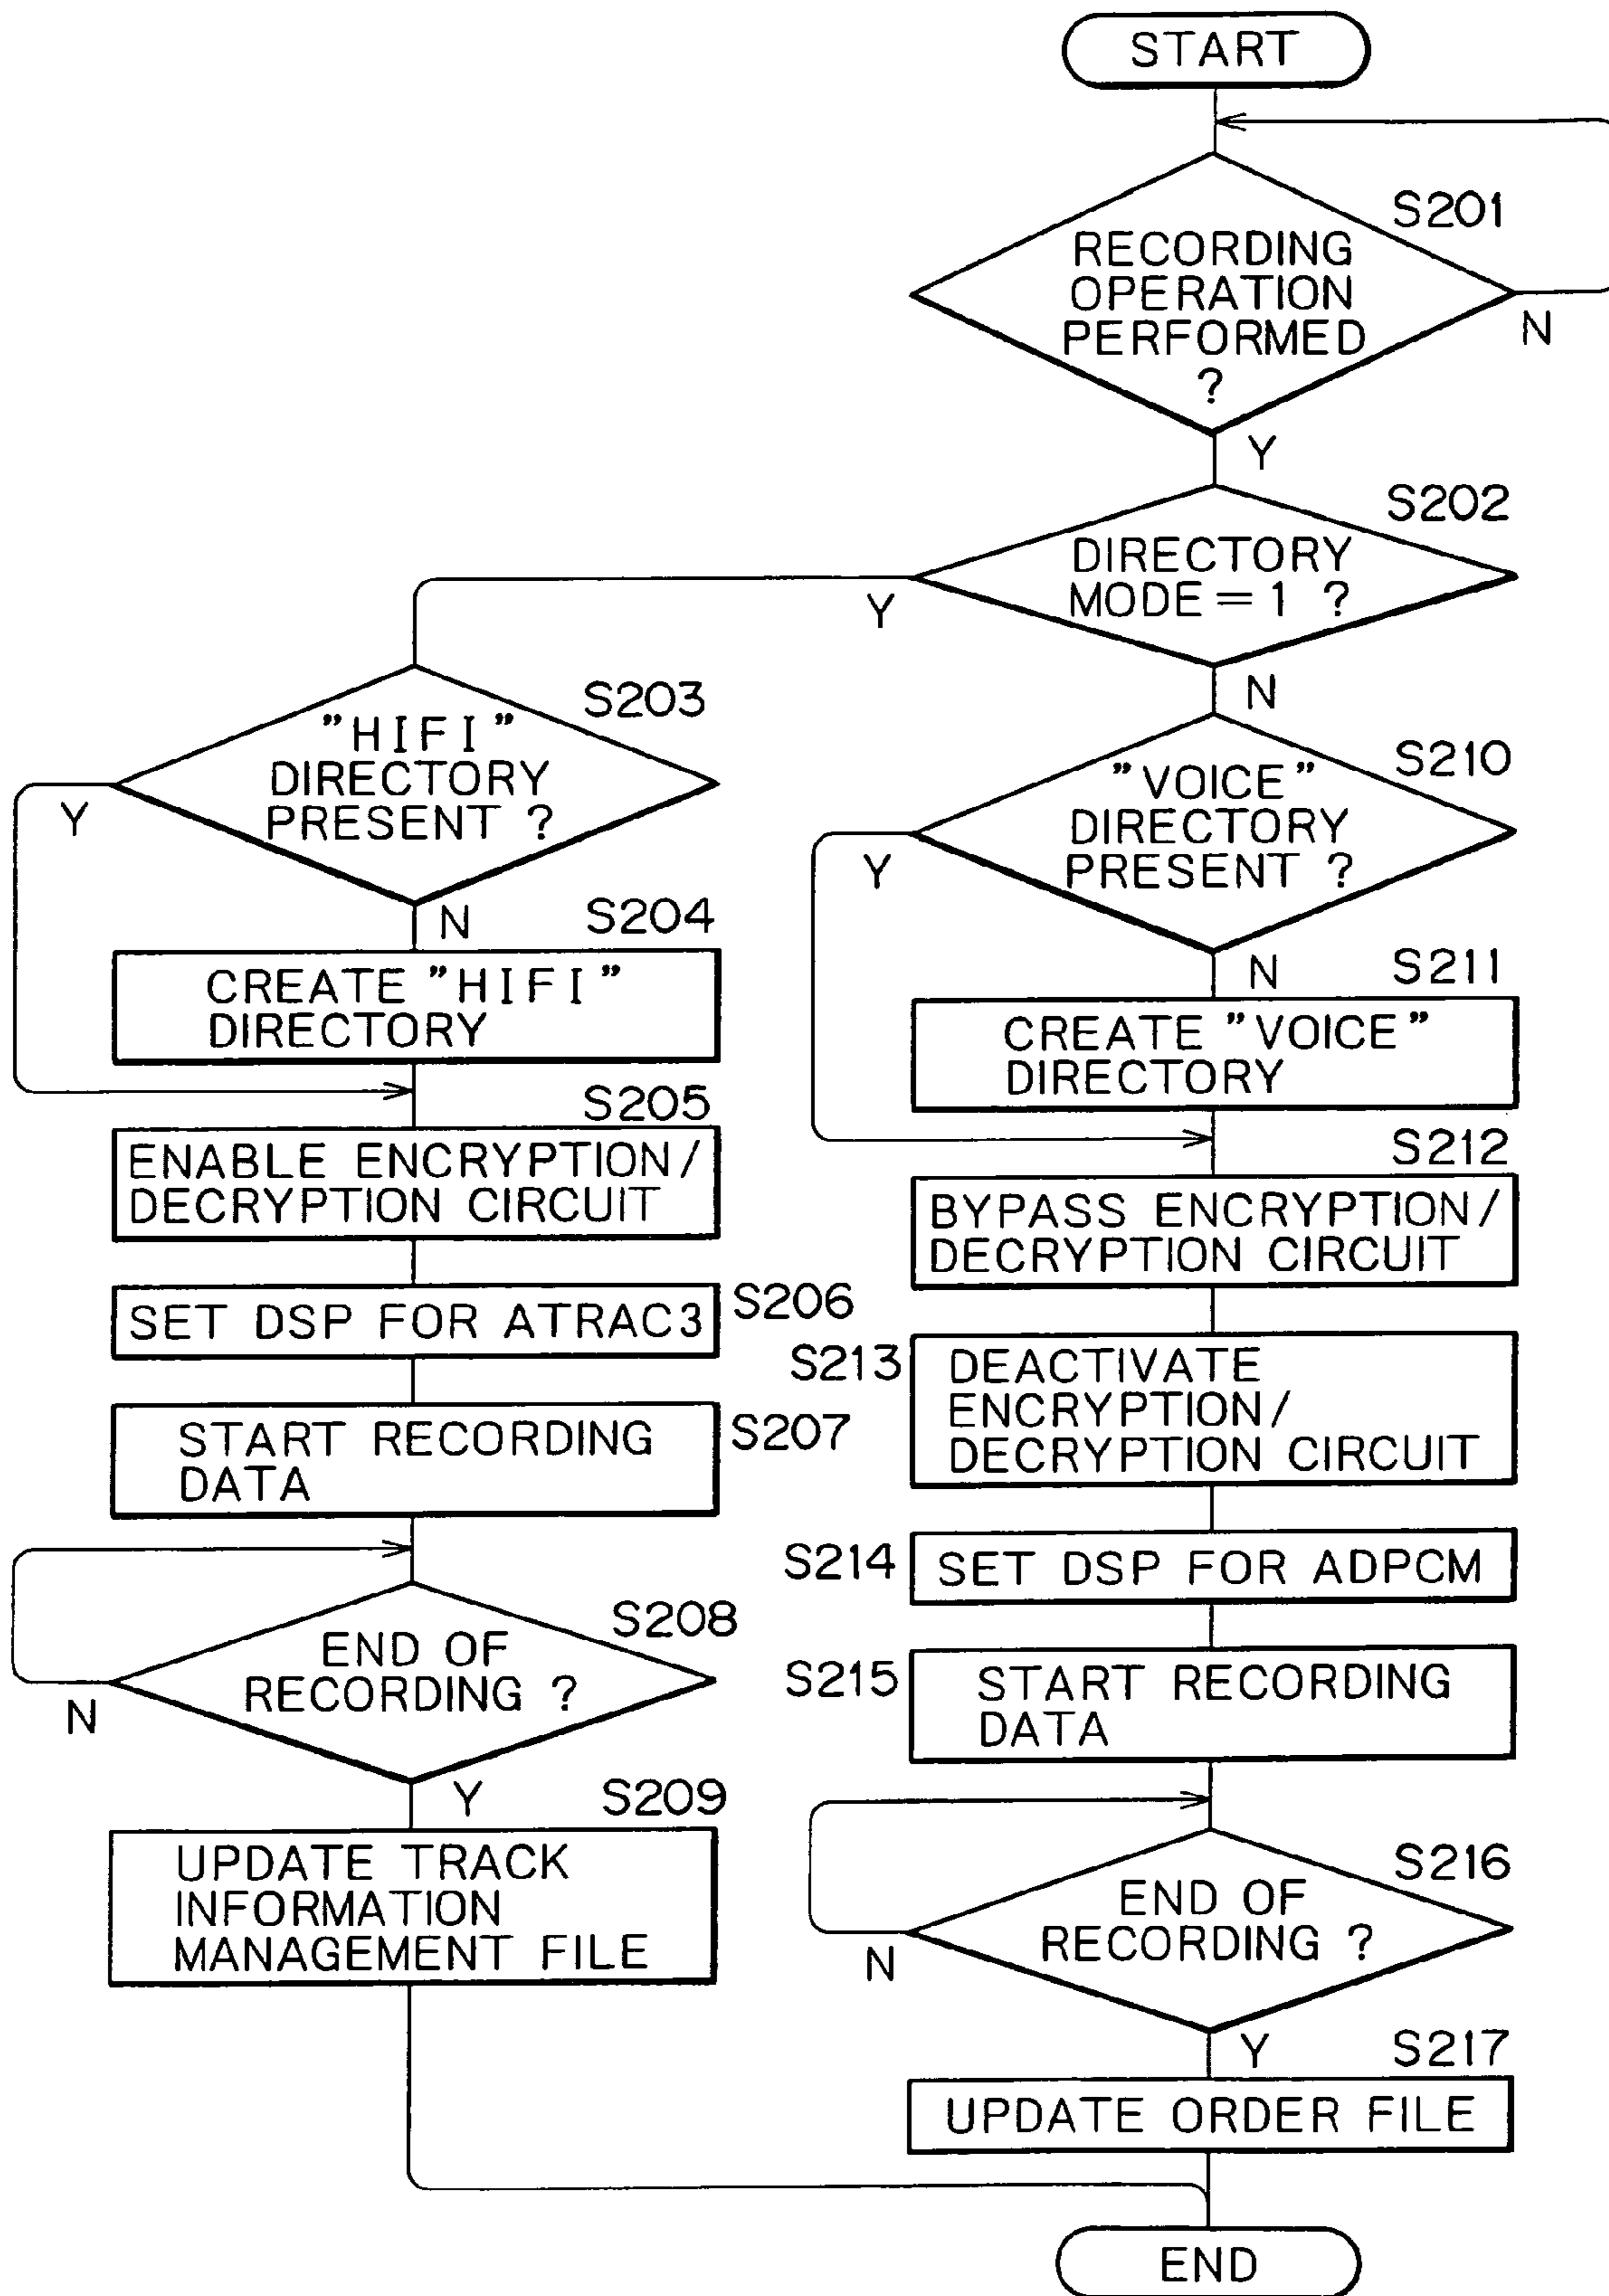 START
S201
RECORDING
OPERATION
PERFORMED
?
N
Y
S202
DIRECTORY
MODE = 1 ?
Y
N
S203
"HIFI"
DIRECTORY
PRESENT ?
Y
N
S204
CREATE "HIFI"
DIRECTORY
S205
ENABLE ENCRYPTION/
DECRYPTION CIRCUIT
SET DSP FOR ATRAC3
S206
START RECORDING
DATA
S207
S208
END OF
RECORDING ?
N
Y
S209
UPDATE TRACK
INFORMATION
MANAGEMENT FILE
S210
"VOICE"
DIRECTORY
PRESENT ?
Y
N
S211
CREATE "VOICE"
DIRECTORY
S212
BYPASS ENCRYPTION/
DECRYPTION CIRCUIT
S213
DEACTIVATE
ENCRYPTION/
DECRYPTION CIRCUIT
S214
SET DSP FOR ADPCM
S215
START RECORDING
DATA
S216
END OF
RECORDING ?
N
Y
S217
UPDATE ORDER FILE
END